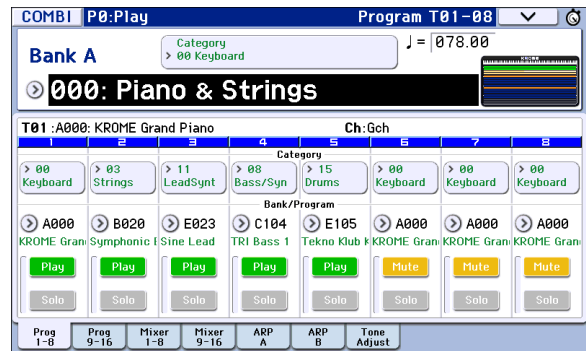 COMBI P0:Play Program T01-08
Bank A
Category
> 00 Keyboard
♩= 078.00
KROME
000: Piano & Strings
T01 :A000: KROME Grand Piano Ch:Gch
1 2 3 4 5 6 7 8
Category
> 00 > 03 > 11 > 08 > 15 > 00 > 00 > 00
Keyboard Strings LeadSynt Bass/Syn Drums Keyboard Keyboard Keyboard
Bank/Program
> A000 > B020 > E023 > C104 > E105 > A000 > A000 > A000
KROME Gran Symphonic Sine Lead TRI Bass 1 Tekno Klub KROME Gran KROME Gran KROME Gran
Play Play Play Play Play Mute Mute Mute
Solo Solo Solo Solo Solo Solo Solo Solo
Prog Prog Mixer Mixer ARP ARP Tone
1-8 9-16 1-8 9-16 A B Adjust